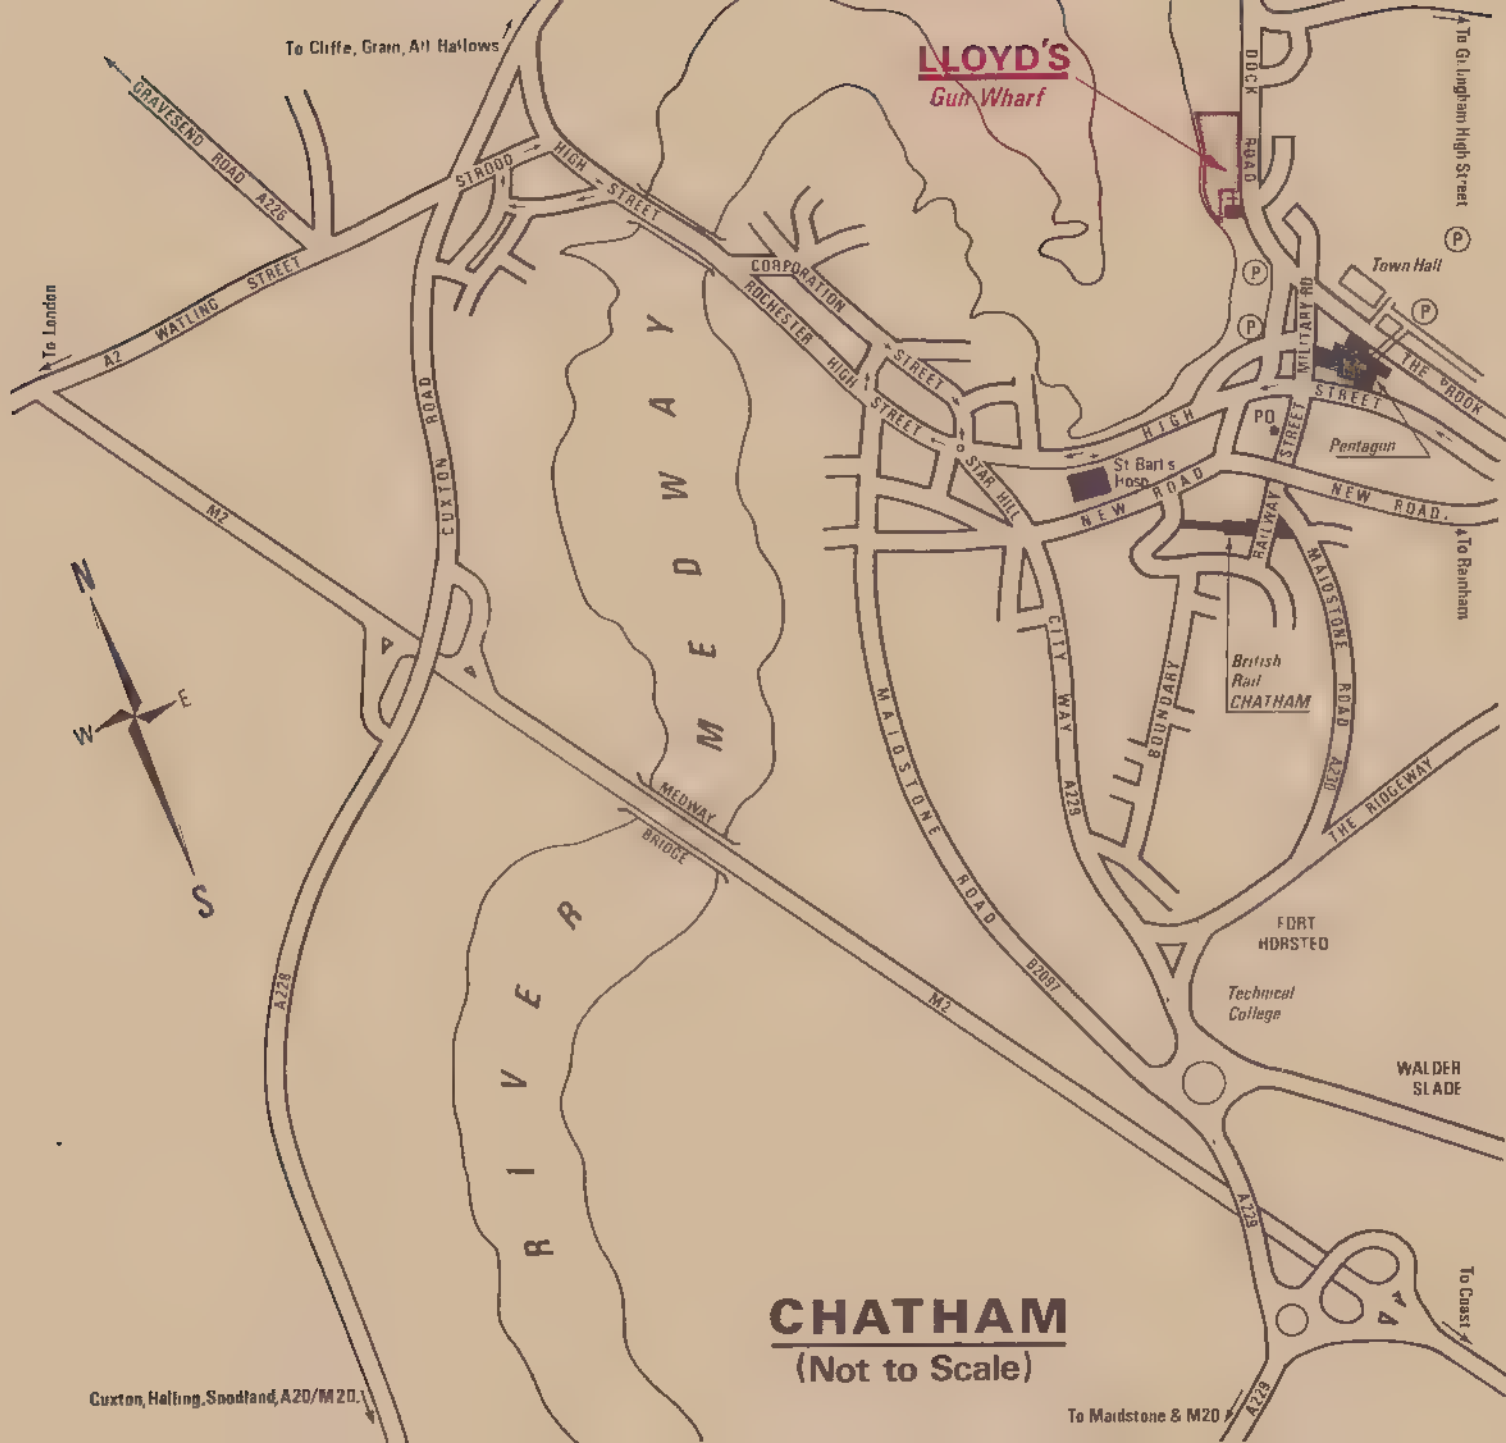 To Cliffe, Grain, All Hallows
LLOYD'S
Gun Wharf
DOCK ROAD
To Gillingham High Street
GRAVESEND ROAD A226
STROOD HIGH STREET
P
Town Hall
P
P
P
To London
A2 WATLING STREET
CORPORATION STREET
ROCHESTER HIGH STREET
MILITARY RD
THE BROOK
HIGH STREET
PO
Pentagon
CUXTON ROAD
STAR HILL
St Bart's
Hosp
NEW ROAD
NEW ROAD
RAILWAY STREET
To Rainham
M2
N
E
W
S
CITY WAY A229
BOUNDARY
British
Rail
CHATHAM
MAIDSTONE ROAD A230
THE RIDGEWAY
MAIDSTONE ROAD B2097
MEDWAY
BRIDGE
RIVER MEDWAY
FORT
HORSTED
Technical
College
A228
M2
WALDER
SLADE
A229
To Coast
CHATHAM
(Not to Scale)
Cuxton, Halling, Snodland, A20/M20.
To Maidstone & M20
A229